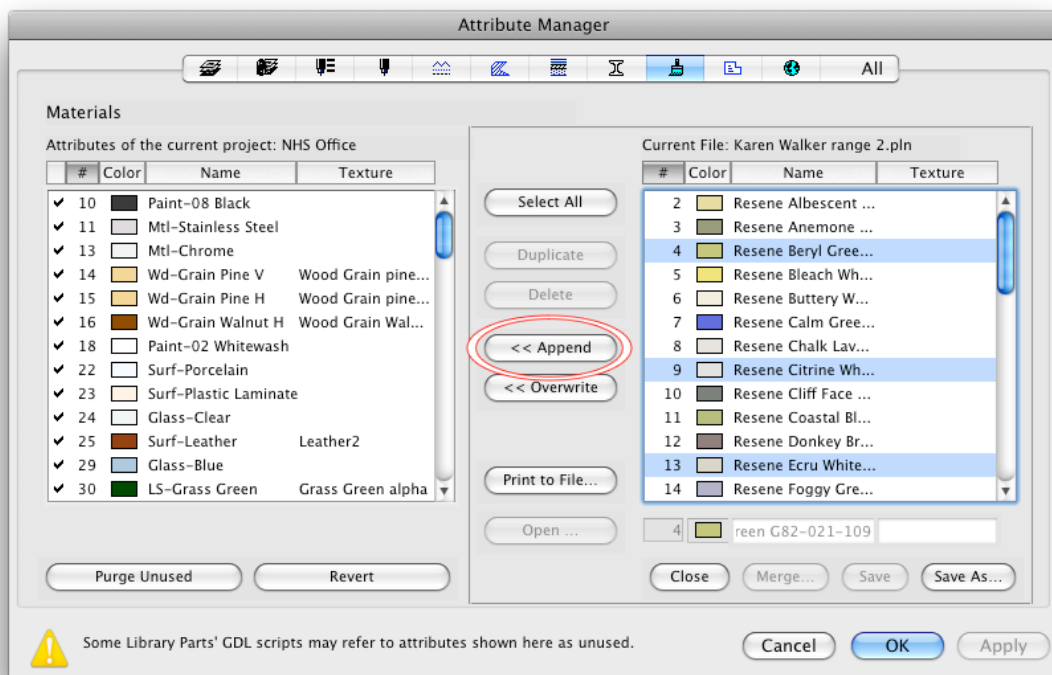 Attribute Manager
All
Materials
Attributes of the current project: NHS Office
# Color Name Texture
✔ 10 Paint-08 Black
✔ 11 Mtl-Stainless Steel
✔ 13 Mtl-Chrome
✔ 14 Wd-Grain Pine V Wood Grain pine...
✔ 15 Wd-Grain Pine H Wood Grain pine...
✔ 16 Wd-Grain Walnut H Wood Grain Wal...
✔ 18 Paint-02 Whitewash
✔ 22 Surf-Porcelain
✔ 23 Surf-Plastic Laminate
✔ 24 Glass-Clear
✔ 25 Surf-Leather Leather2
✔ 29 Glass-Blue
✔ 30 LS-Grass Green Grass Green alpha
Purge Unused
Revert
Select All
Duplicate
Delete
<< Append
<< Overwrite
Print to File...
Open ...
Current File: Karen Walker range 2.pln
# Color Name Texture
2 Resene Albescent ...
3 Resene Anemone ...
4 Resene Beryl Gree...
5 Resene Bleach Wh...
6 Resene Buttery W...
7 Resene Calm Gree...
8 Resene Chalk Lav...
9 Resene Citrine Wh...
10 Resene Cliff Face ...
11 Resene Coastal Bl...
12 Resene Donkey Br...
13 Resene Ecru White...
14 Resene Foggy Gre...
4 reen G82-021-109
Close
Merge...
Save
Save As...
Some Library Parts' GDL scripts may refer to attributes shown here as unused.
Cancel
OK
Apply